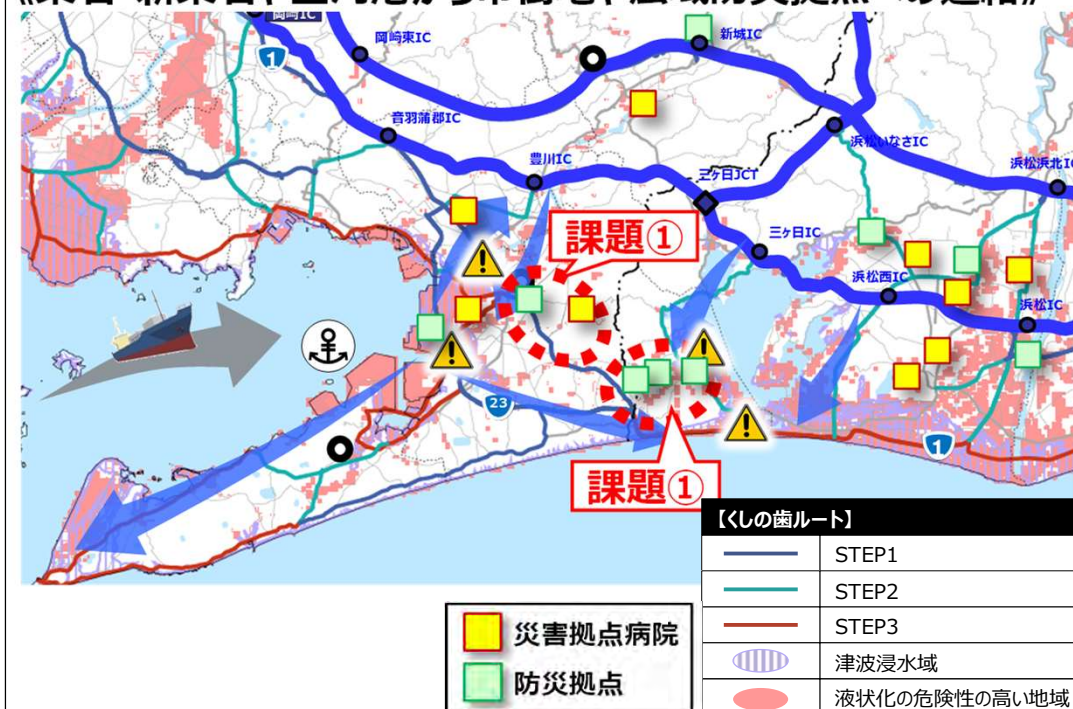 岡崎IC
1
岡崎東IC
新城IC
音羽蒲郡IC
豊川IC
浜松いなさIC
三ケ日JCT
浜松浜北IC
課題①
三ケ日IC
浜松西IC
浜松IC
23
1
課題①
【くしの歯ルート】
STEP1
STEP2
STEP3
津波浸水域
液状化の危険性の高い地域
災害拠点病院
防災拠点